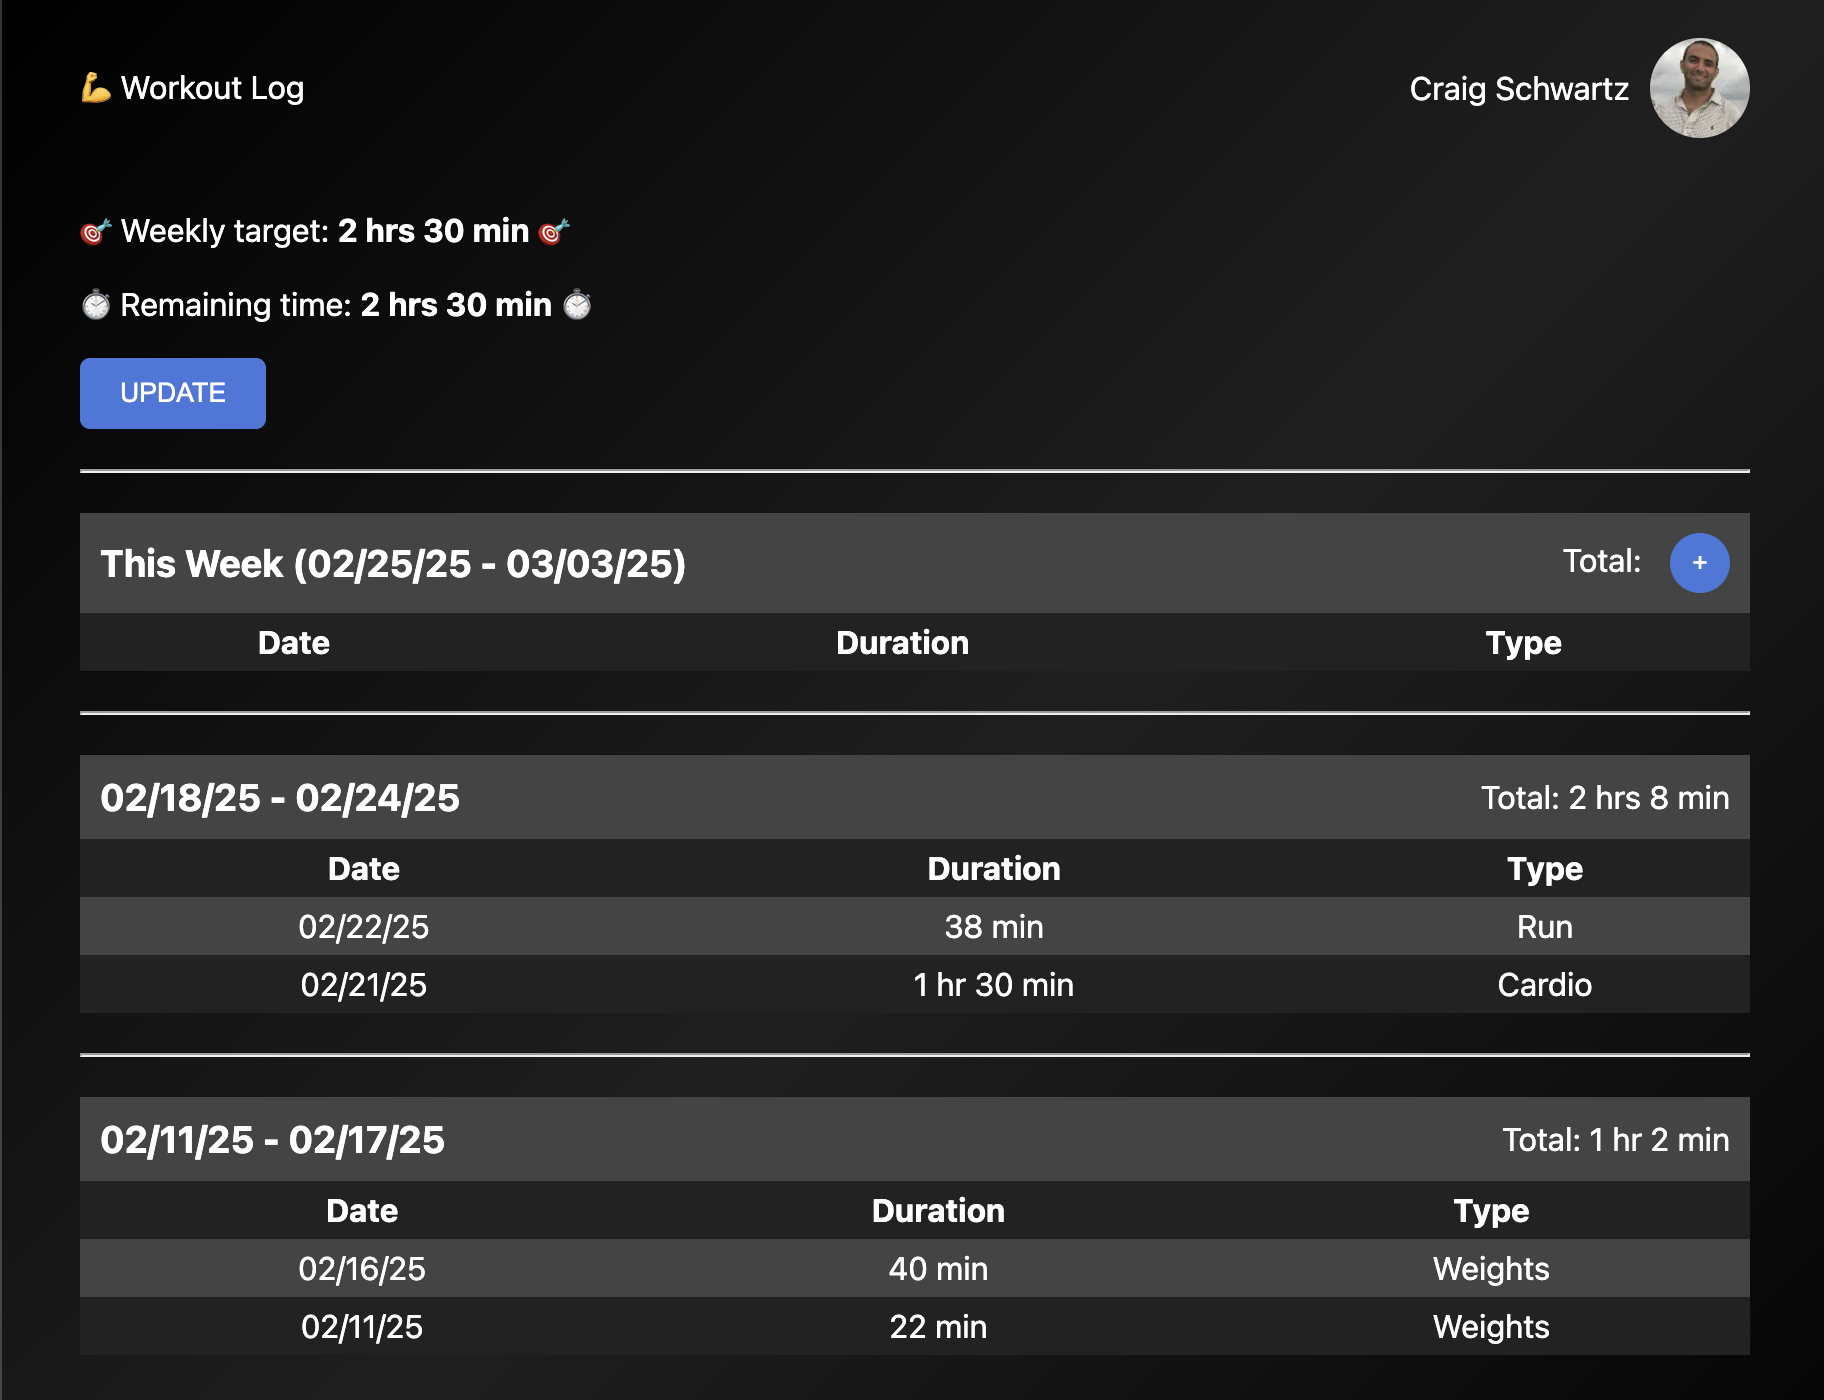 💪 Workout Log
Craig Schwartz
🎯 Weekly target: 2 hrs 30 min 🎯
⏱️ Remaining time: 2 hrs 30 min ⏱️
UPDATE
This Week (02/25/25 - 03/03/25) Total: +
Date Duration Type
02/18/25 - 02/24/25 Total: 2 hrs 8 min
Date Duration Type
02/22/25 38 min Run
02/21/25 1 hr 30 min Cardio
02/11/25 - 02/17/25 Total: 1 hr 2 min
Date Duration Type
02/16/25 40 min Weights
02/11/25 22 min Weights